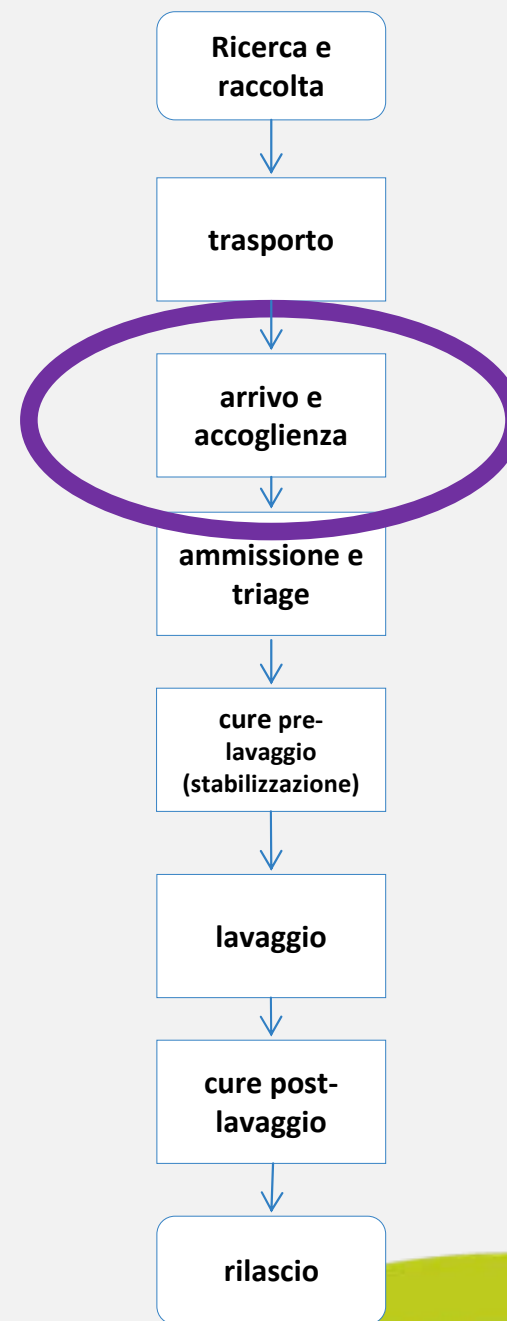 Ricerca e
raccolta
trasporto
arrivo e
accoglienza
ammissione e
triage
cure pre-
lavaggio
(stabilizzazione)
lavaggio
cure post-
lavaggio
rilascio